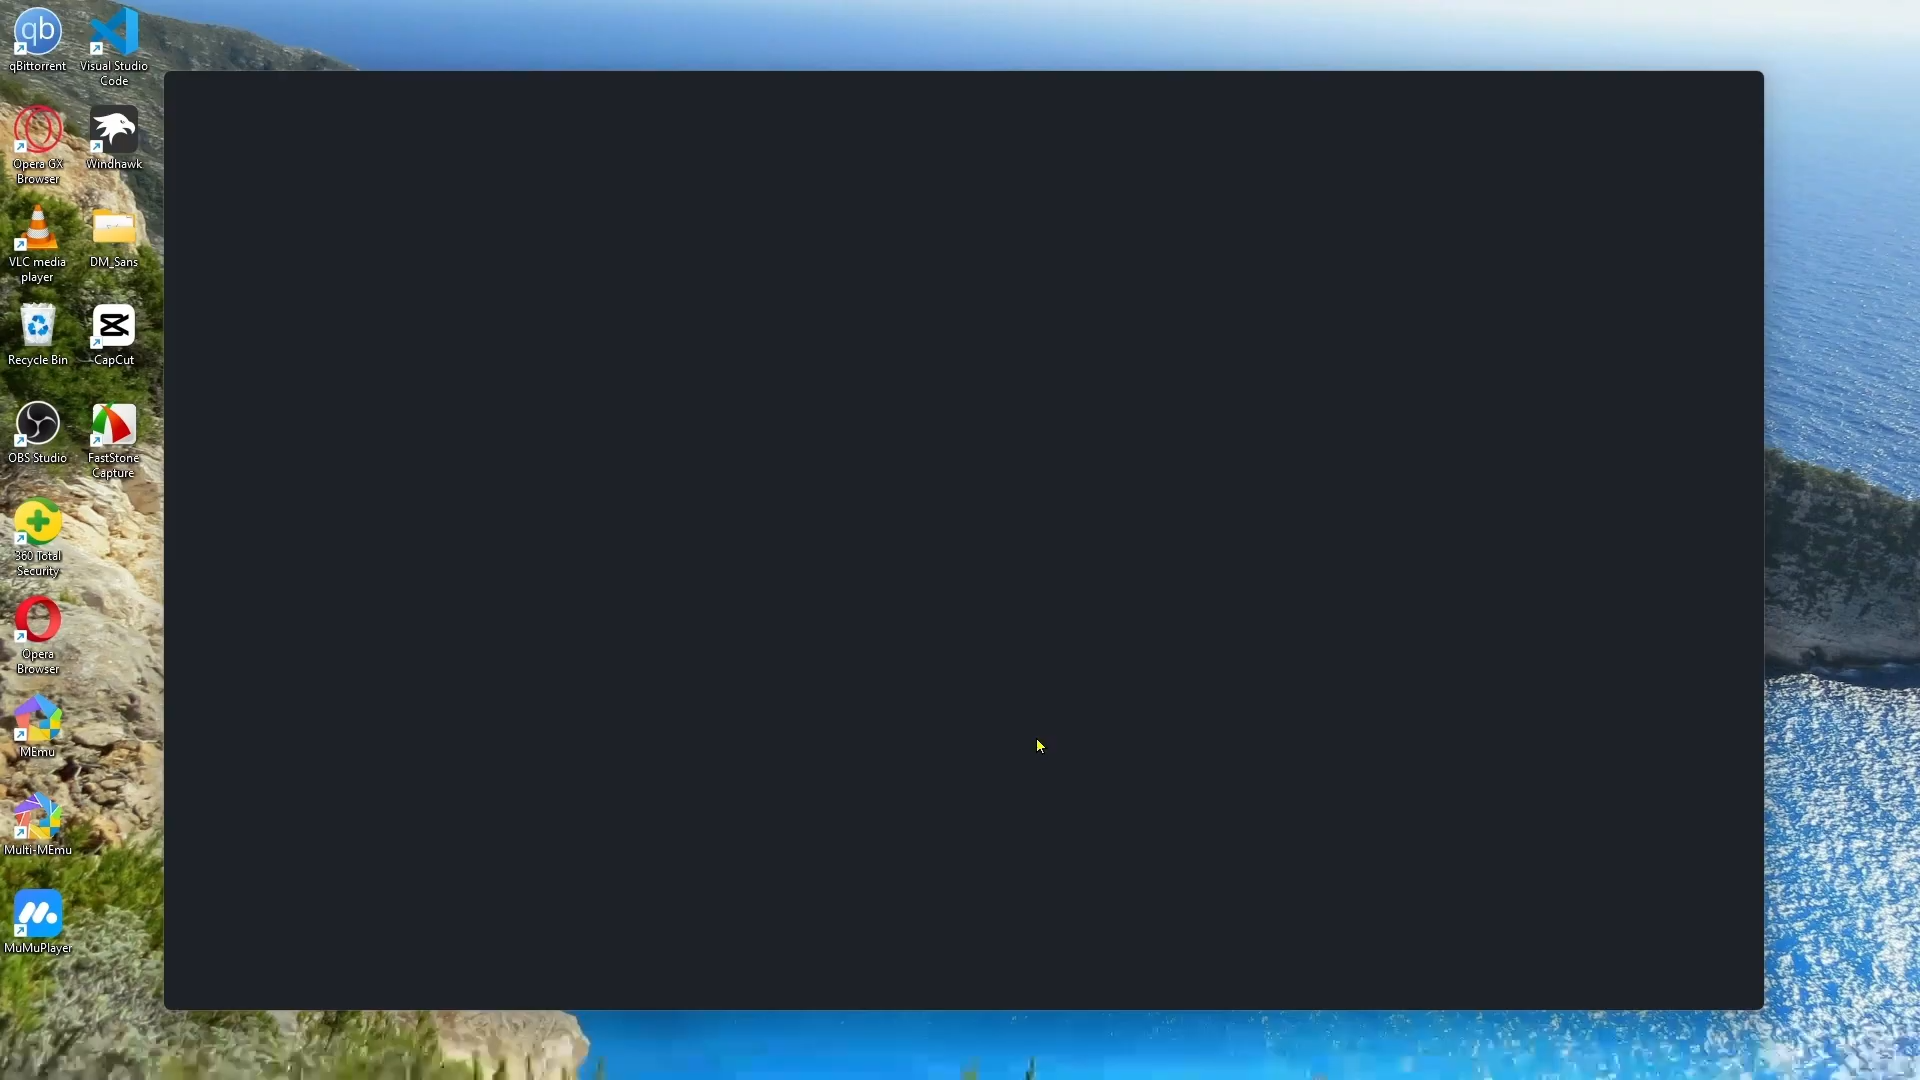 qb
qBittorrent
Visual Studio
Code
Opera GX
Browser
Windhawk
VLC media
player
DM_Sans
Recycle Bin
CapCut
OBS Studio
FastStone
Capture
360 Total
Security
Opera
Browser
MEmu
Multi-MEmu
MuMuPlayer